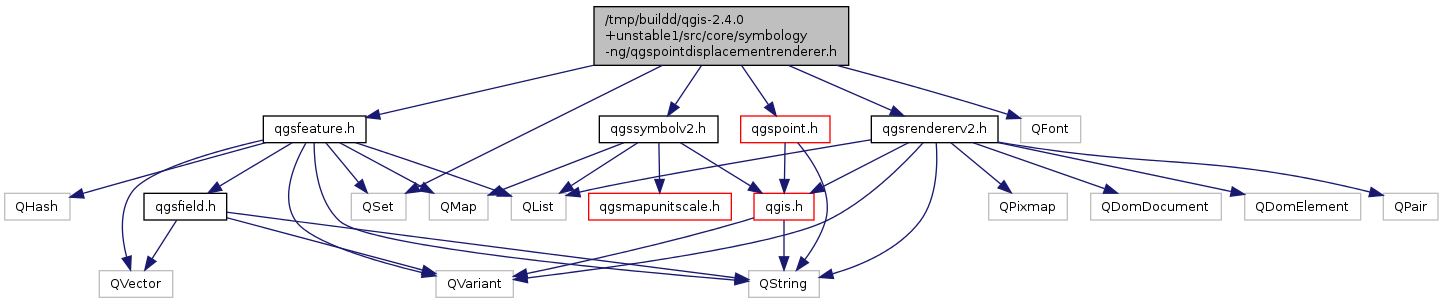 /tmp/buildd/qgis-2.4.0
+unstable1/src/core/symbology
-ng/qgspointdisplacementrenderer.h
qgsfeature.h
qgssymbolv2.h
qgspoint.h
qgsrendererv2.h
QFont
QHash
qgsfield.h
QSet
QMap
QList
qgsmapunitscale.h
qgis.h
QPixmap
QDomDocument
QDomElement
QPair
QVector
QVariant
QString